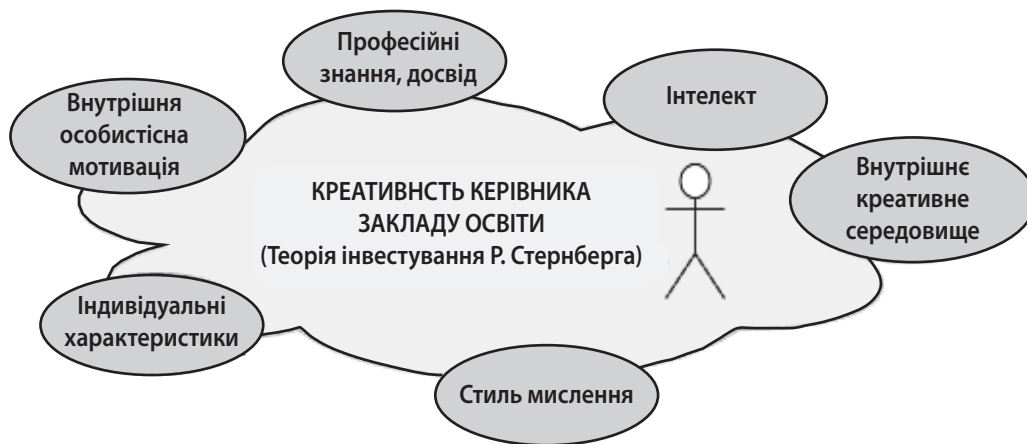 Професійні
знання, досвід
Інтелект
Внутрішня
особистісна
мотивація
Внутрішнє
креативне
середовище
КРЕАТИВНСТЬ КЕРІВНИКА
ЗАКЛАДУ ОСВІТИ
(Теорія інвестування Р. Стернберга)
Індивідуальні
характеристики
Стиль мислення